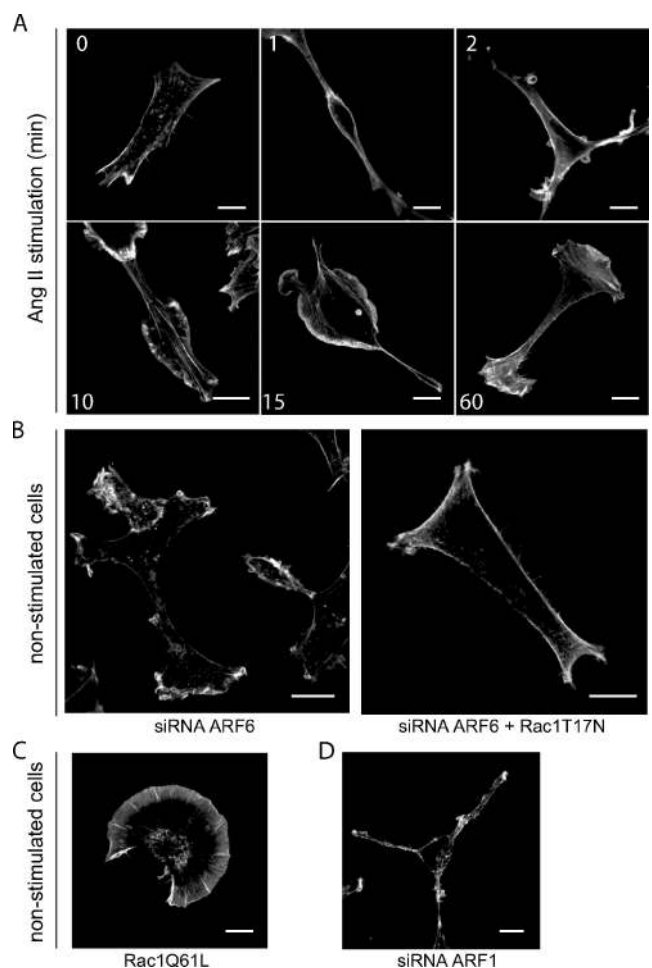 A
0
1
2
Ang II stimulation (min)
10
15
60
B
non-stimulated cells
siRNA ARF6
siRNA ARF6 + Rac1T17N
C
D
non-stimulated cells
Rac1Q61L
siRNA ARF1